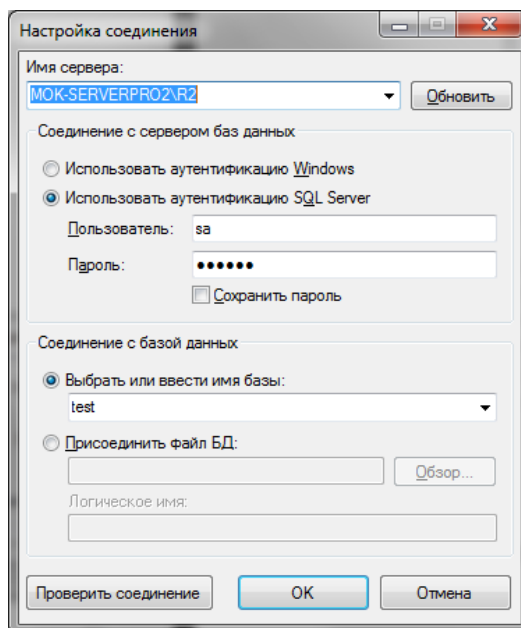 Настройка соединения
Имя сервера:
MOK-SERVERPRO2\R2
Обновить
Соединение с сервером баз данных
Использовать аутентификацию Windows
Использовать аутентификацию SQL Server
Пользователь: sa
Пароль: ●●●●●●
Сохранить пароль
Соединение с базой данных
Выбрать или ввести имя базы:
test
Присоединить файл БД:
Обзор...
Логическое имя:
Проверить соединение OK Отмена